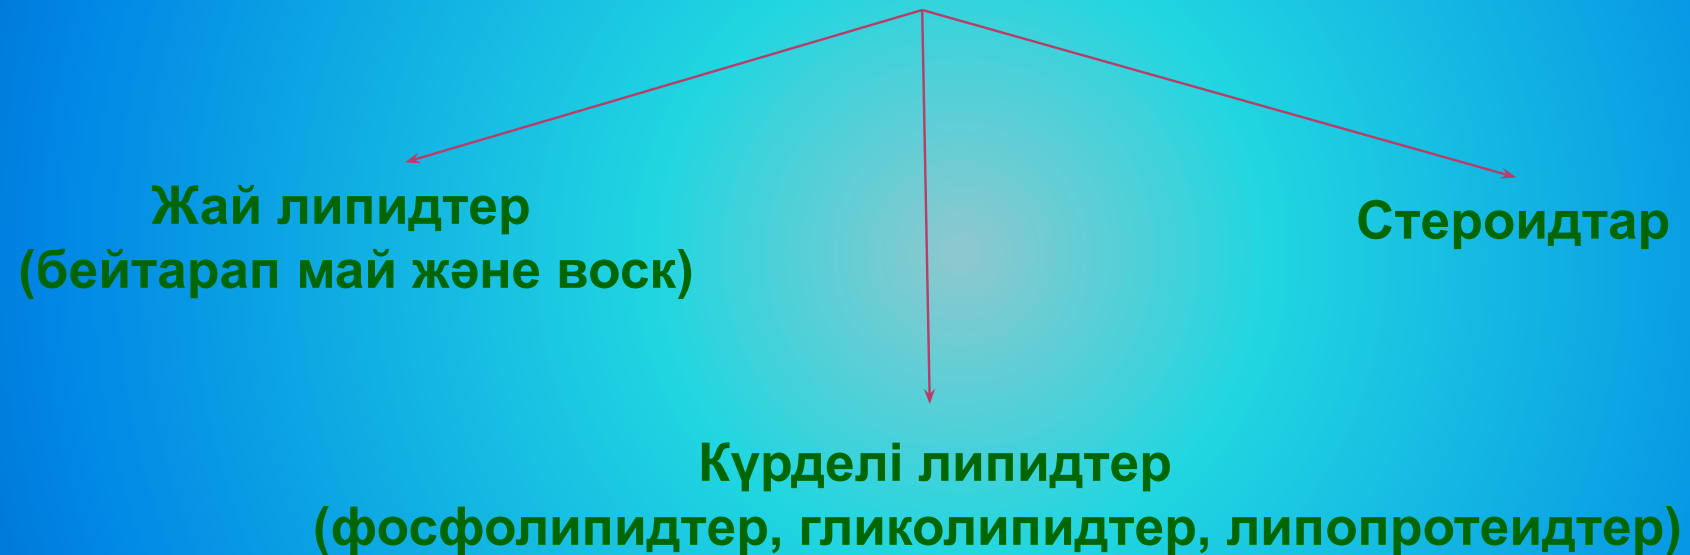 Жай липидтер
(бейтарап май және воск)
Стероидтар
Күрделі липидтер
(фосфолипидтер, гликолипидтер, липопротеидтер)